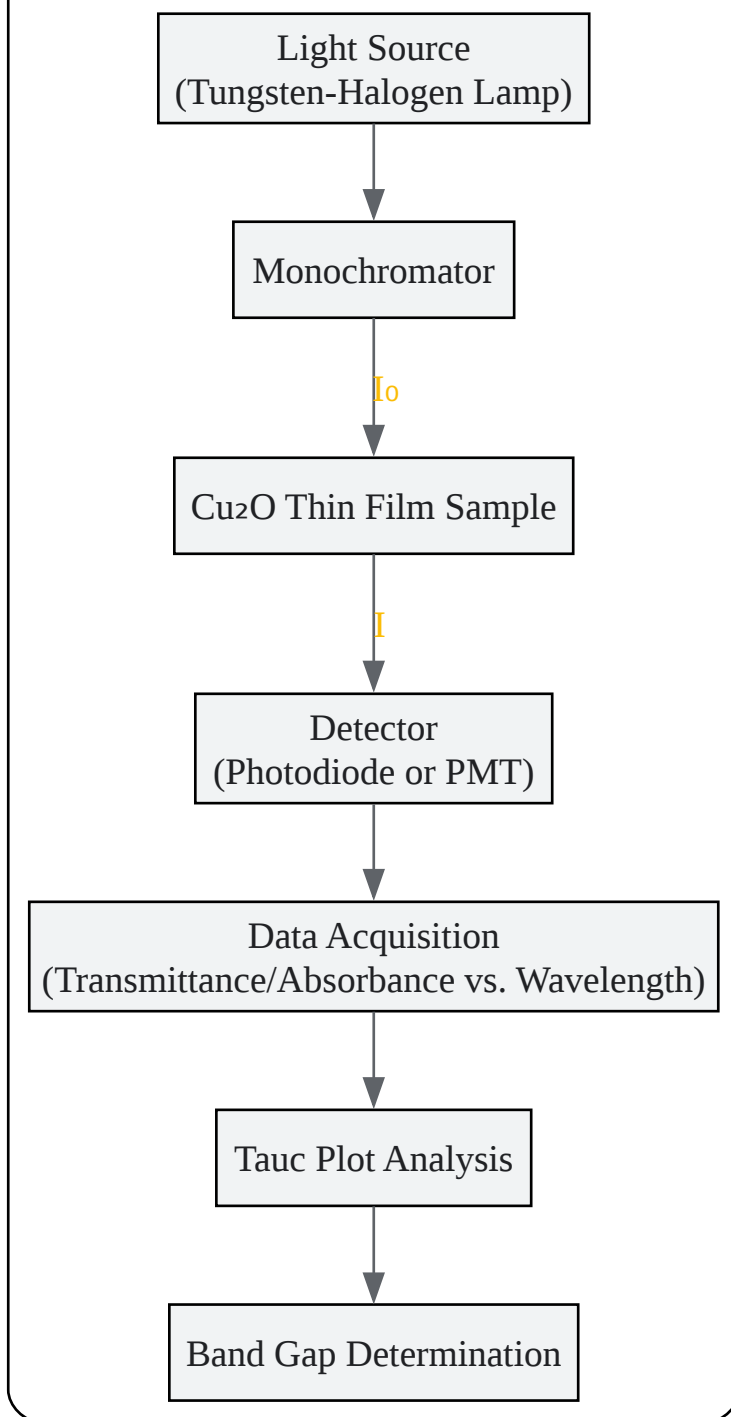 Light Source
(Tungsten-Halogen Lamp)
Monochromator
I₀
Cu₂O Thin Film Sample
I
Detector
(Photodiode or PMT)
Data Acquisition
(Transmittance/Absorbance vs. Wavelength)
Tauc Plot Analysis
Band Gap Determination